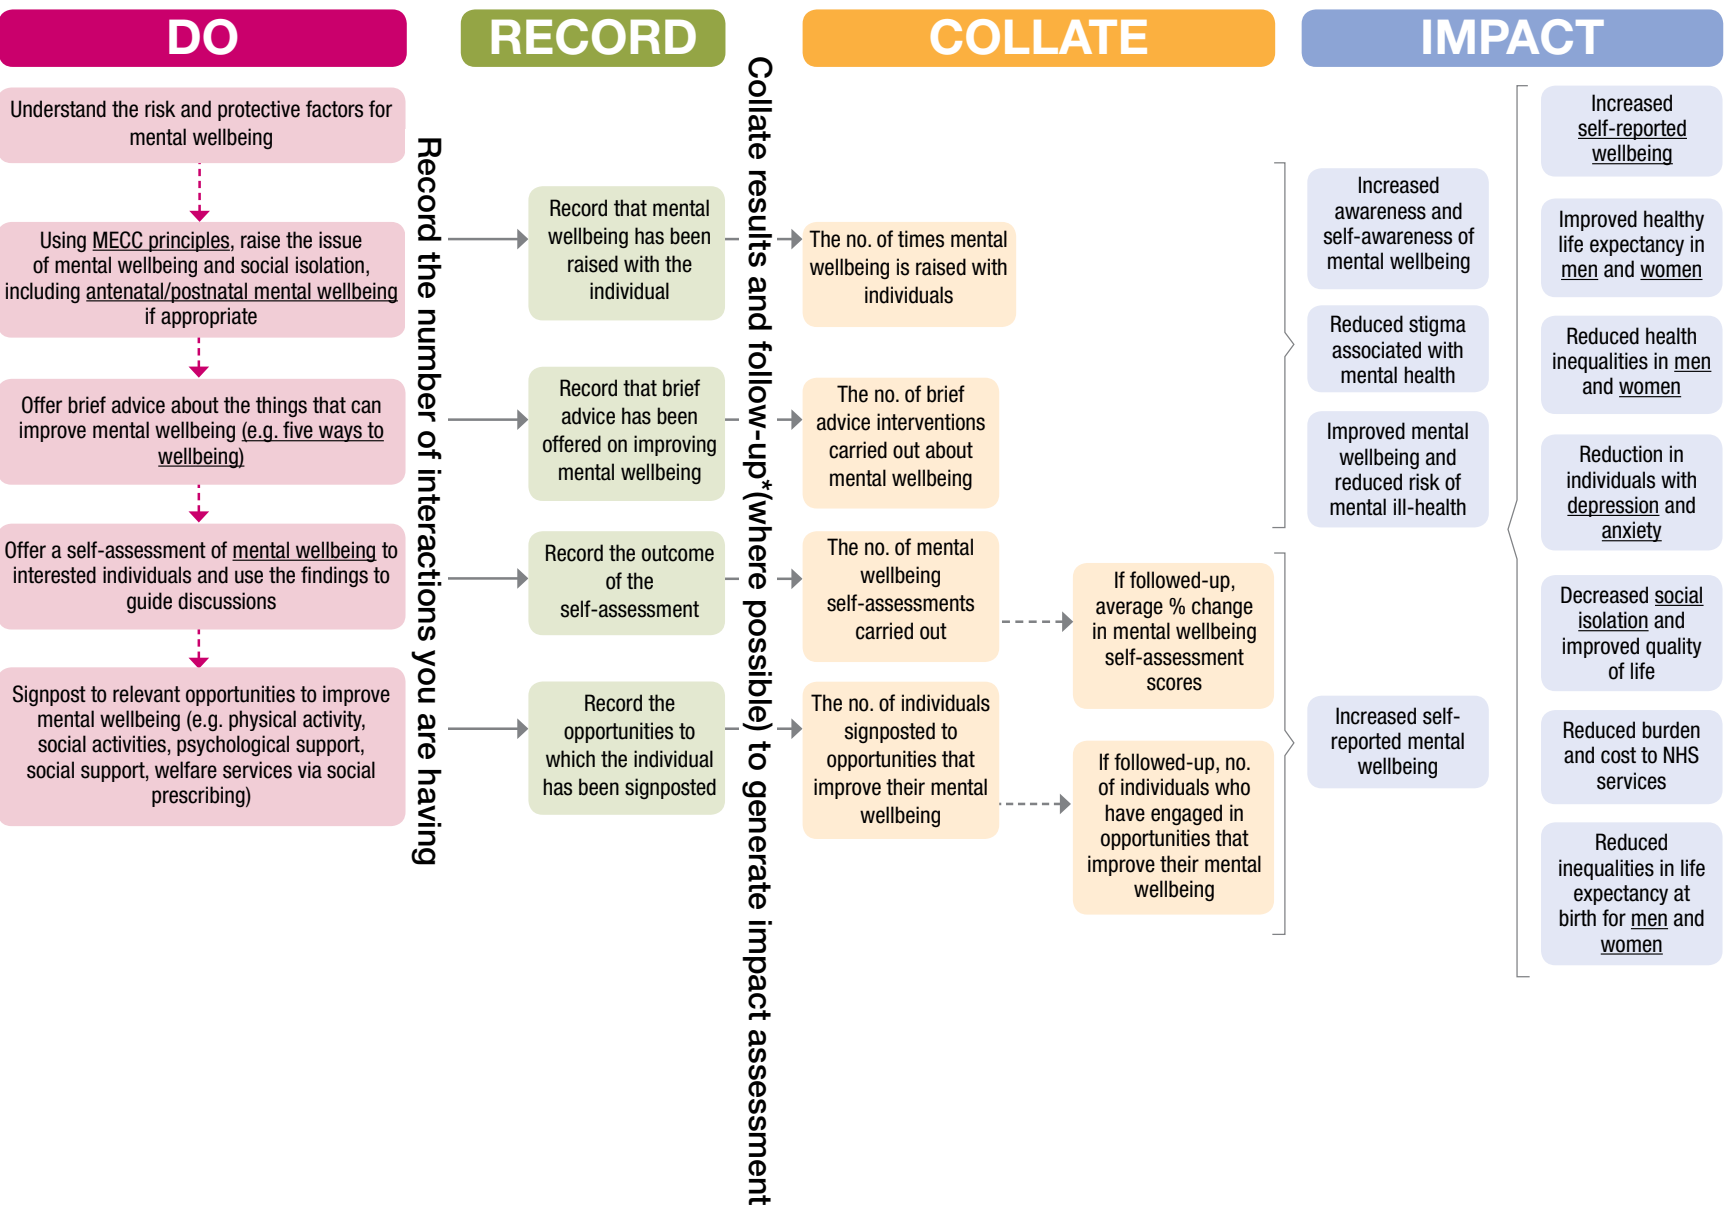 DO
RECORD
COLLATE
IMPACT
Understand the risk and protective factors for
mental wellbeing
Using MECC principles, raise the issue
of mental wellbeing and social isolation,
including antenatal/postnatal mental wellbeing
if appropriate
Offer brief advice about the things that can
improve mental wellbeing (e.g. five ways to
wellbeing)
Offer a self-assessment of mental wellbeing to
interested individuals and use the findings to
guide discussions
Signpost to relevant opportunities to improve
mental wellbeing (e.g. physical activity,
social activities, psychological support,
social support, welfare services via social
prescribing)
Record the number of interactions you are having
Record that mental
wellbeing has been
raised with the
individual
Record that brief
advice has been
offered on improving
mental wellbeing
Record the outcome
of the
self-assessment
Record the
opportunities to
which the individual
has been signposted
Collate results and follow-up*(where possible) to generate impact assessment
The no. of times mental
wellbeing is raised with
individuals
The no. of brief
advice interventions
carried out about
mental wellbeing
The no. of mental
wellbeing
self-assessments
carried out
The no. of individuals
signposted to
opportunities that
improve their mental
wellbeing
If followed-up,
average % change
in mental wellbeing
self-assessment
scores
If followed-up, no.
of individuals who
have engaged in
opportunities that
improve their mental
wellbeing
Increased
awareness and
self-awareness of
mental wellbeing
Reduced stigma
associated with
mental health
Improved mental
wellbeing and
reduced risk of
mental ill-health
Increased self-
reported mental
wellbeing
Increased
self-reported
wellbeing
Improved healthy
life expectancy in
men and women
Reduced health
inequalities in men
and women
Reduction in
individuals with
depression and
anxiety
Decreased social
isolation and
improved quality
of life
Reduced burden
and cost to NHS
services
Reduced
inequalities in life
expectancy at
birth for men and
women